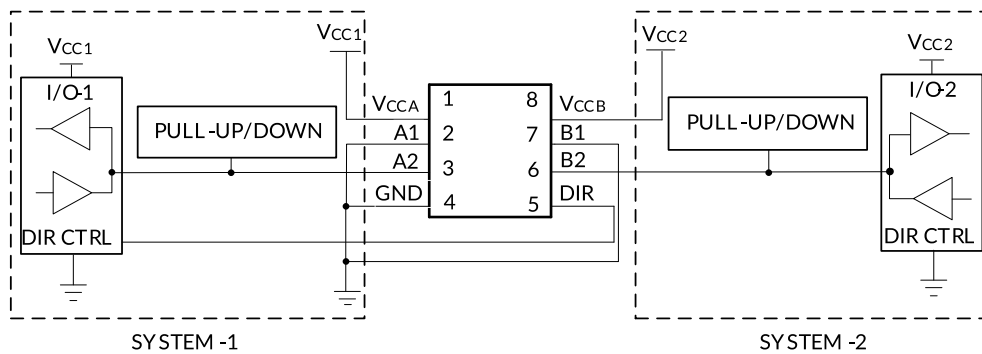 VCC1
VCC1
VCC2
VCC2
I/O-1
I/O-2
PULL-UP/DOWN
PULL-UP/DOWN
VCCA
1
8
VCCB
A1
2
7
B1
A2
3
6
B2
GND
4
5
DIR
DIR CTRL
DIR CTRL
SYSTEM -1
SYSTEM -2